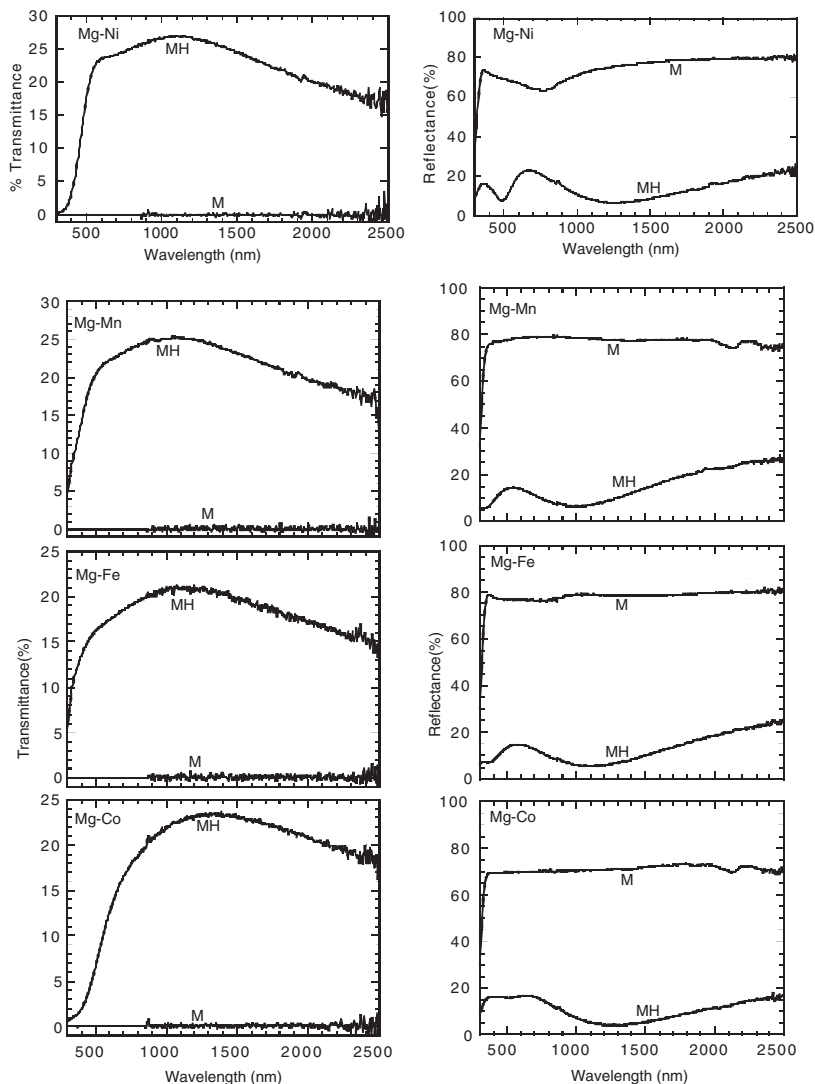 30
25
20
15
10
5
0
% Transmittance
Mg-Ni
MH
M
500 1000 1500 2000 2500
Wavelength (nm)
100
80
60
40
20
0
Reflectance(%)
Mg-Ni
M
MH
500 1000 1500 2000 2500
Wavelength (nm)
30
25
20
15
10
5
0
Mg-Mn
MH
M
100
80
60
40
20
0
Mg-Mn
M
MH
25
20
15
10
5
0
Transmittance(%)
Mg-Fe
MH
M
100
80
60
40
20
0
Reflectance(%)
Mg-Fe
M
MH
25
20
15
10
5
0
Mg-Co
MH
M
500 1000 1500 2000 2500
Wavelength (nm)
100
80
60
40
20
0
Mg-Co
M
MH
500 1000 1500 2000 2500
Wavelength (nm)